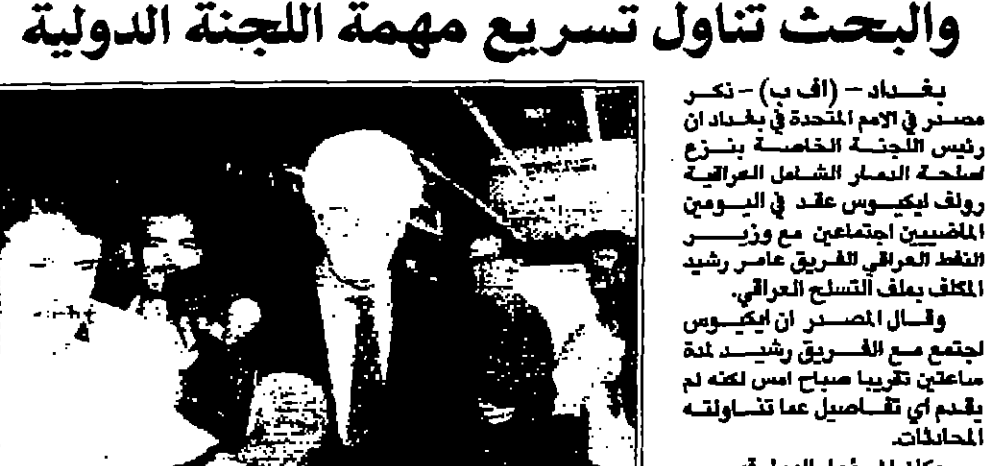 والبحث تناول تسريع مهمة اللجنة الدولية
بغداد – (اف ب) – ذكر
مصدر في الامم المتحدة في بغداد ان
رئيس اللجنة الخاصة بنزع
اسلحة الدمار الشامل العراقية
رولف ايكيوس عقد في اليومين
الماضيين اجتماعين مع وزير
النفط العراقي الفريق عامر رشيد
المكلف بملف التسلح العراقي.
وقال المصدر ان ايكيوس
اجتمع مع الفريق رشيد لمدة
ساعتين تقريبا صباح امس لكنه لم
يقدم اي تفاصيل عما تناولته
المحادثات.